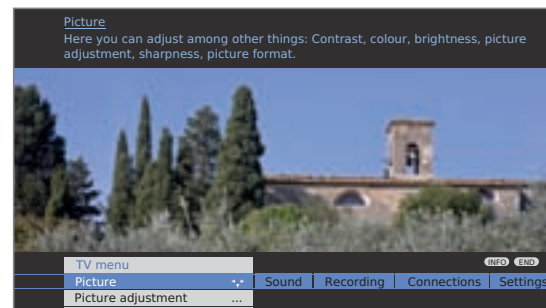 Picture
Here you can adjust among other things: Contrast, colour, brightness, picture
adjustment, sharpness, picture format.
TV menu
INFO END
Picture Sound Recording Connections Settings
Picture adjustment ...